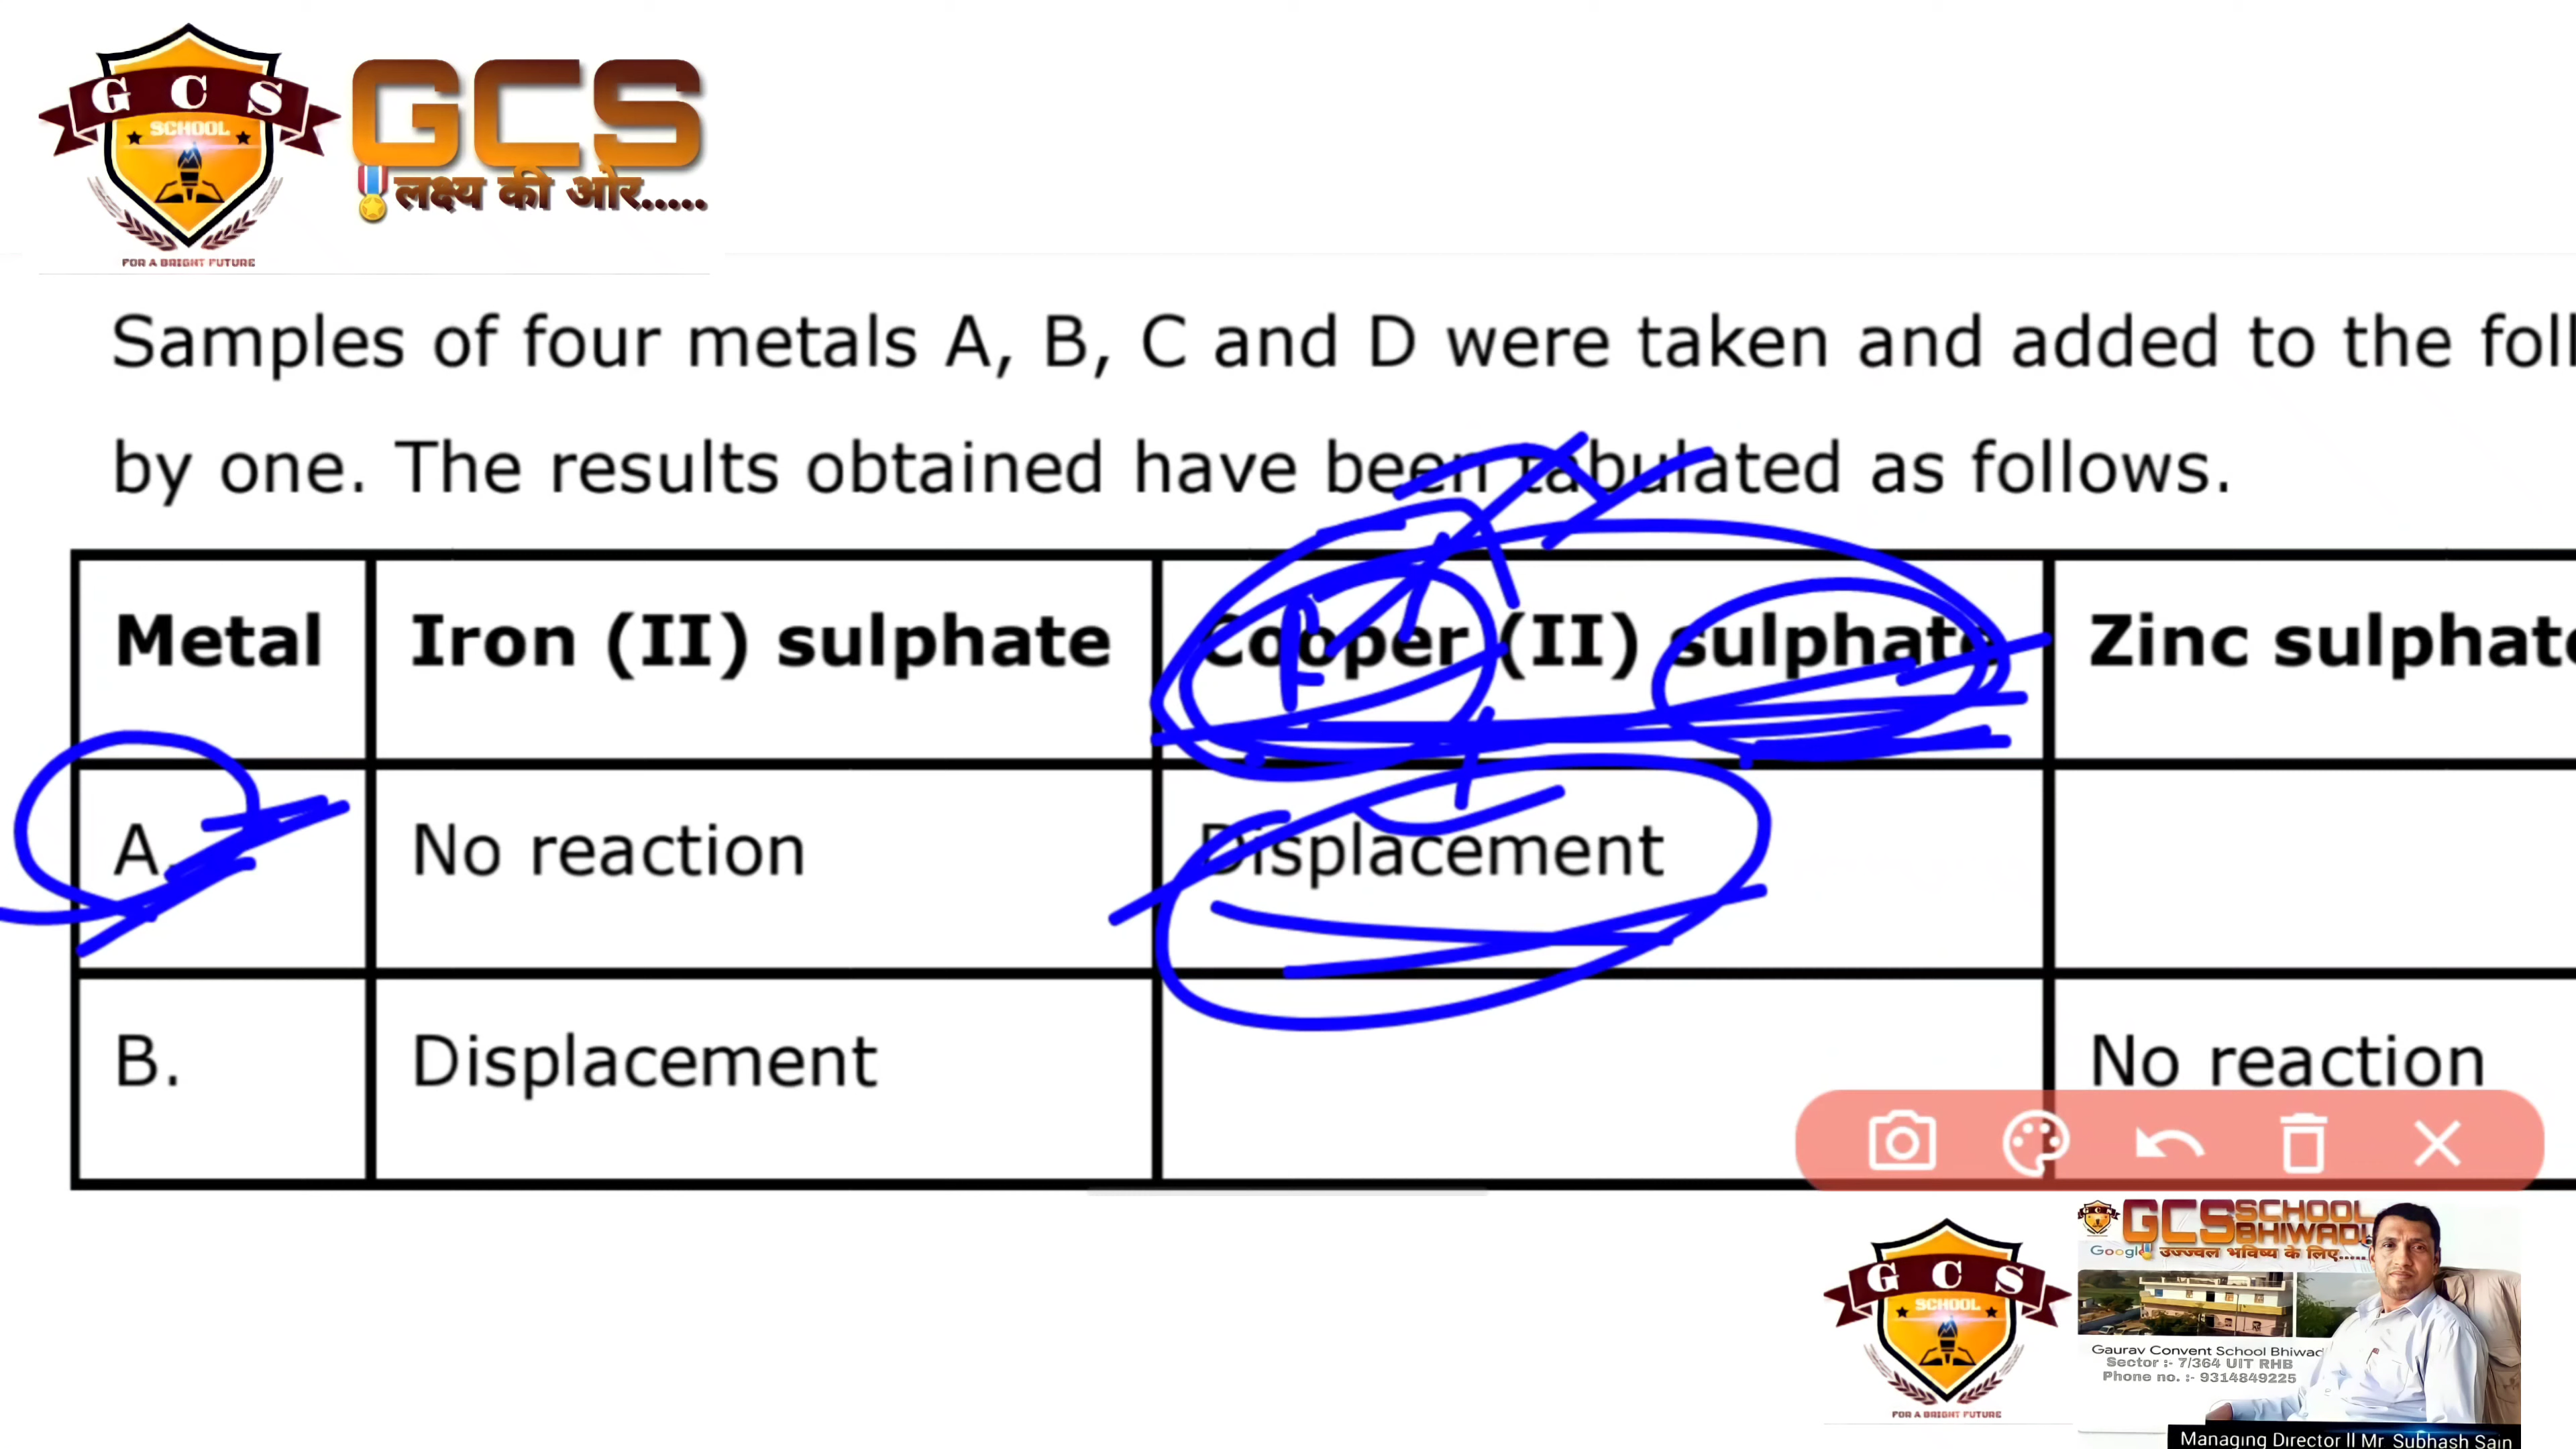 G C S
SCHOOL
FOR A BRIGHT FUTURE
GCS
लक्ष्य की ओर.....
Samples of four metals A, B, C and D were taken and added to the foll
by one. The results obtained have been tabulated as follows.
Metal Iron (II) sulphate Cooper (II) sulphate Zinc sulphate
A. No reaction Displacement
B. Displacement No reaction
G C S
SCHOOL
FOR A BRIGHT FUTURE
GCS SCHOOL BHIWADI
Google उज्ज्वल भविष्य के लिए.....
Gaurav Convent School Bhiwad
Sector :- 7/364 UIT RHB
Phone no. :- 9314849225
Managing Director || Mr Subhash Sain